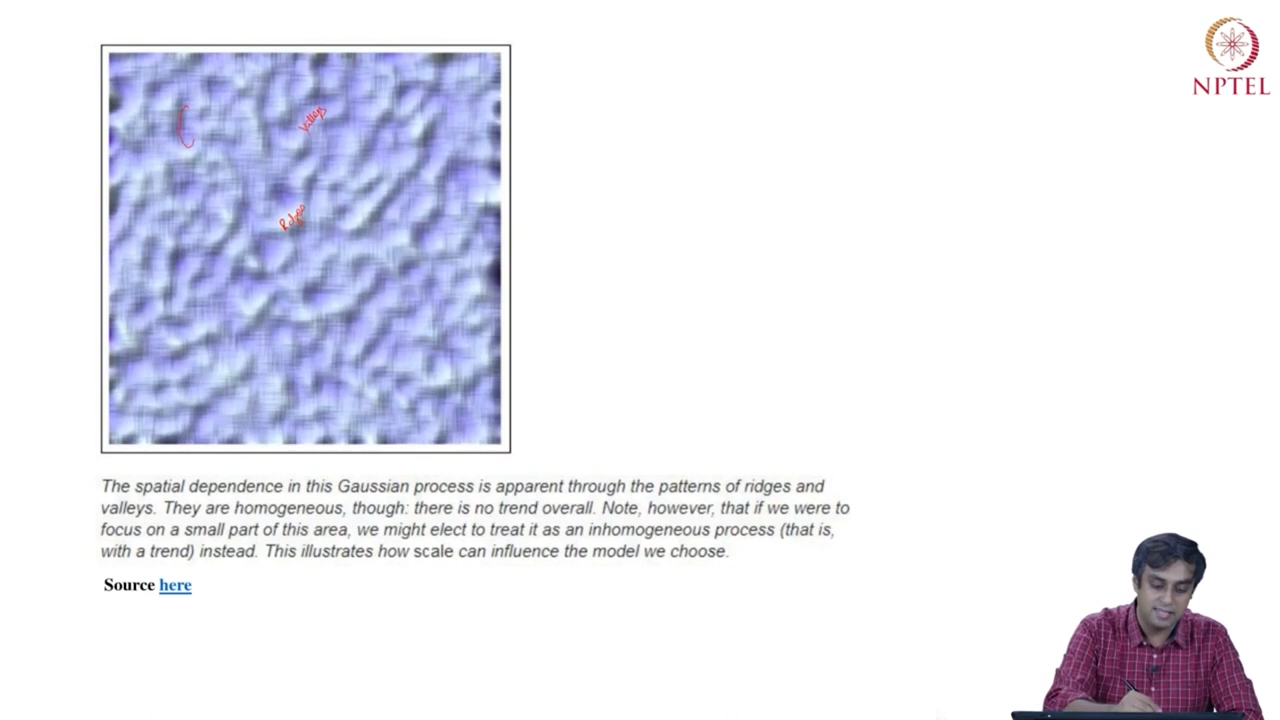 NPTEL
Valleys
Ridges
The spatial dependence in this Gaussian process is apparent through the patterns of ridges and
valleys. They are homogeneous, though: there is no trend overall. Note, however, that if we were to
focus on a small part of this area, we might elect to treat it as an inhomogeneous process (that is,
with a trend) instead. This illustrates how scale can influence the model we choose.
Source here